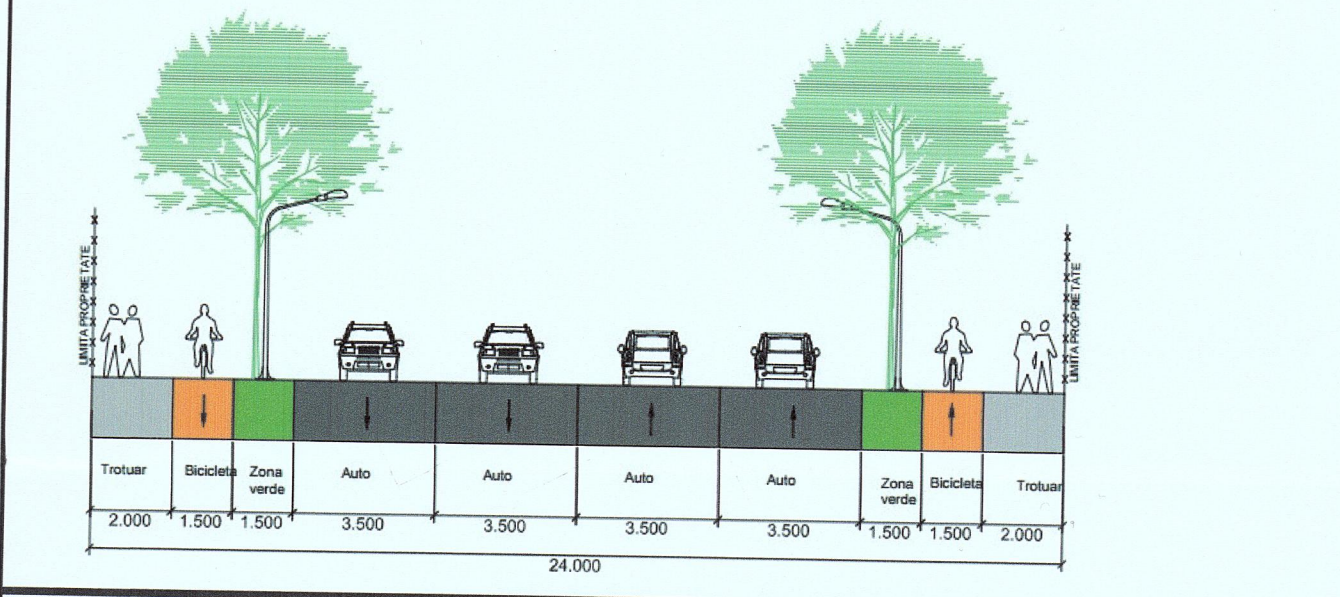 LIMITA PROPRIETATE
LIMITA PROPRIETATE
Trotuar
Bicicleta
Zona
verde
Auto
Auto
Auto
Auto
Zona
verde
Bicicleta
Trotuar
2.000
1.500
1.500
3.500
3.500
3.500
3.500
1.500
1.500
2.000
24.000